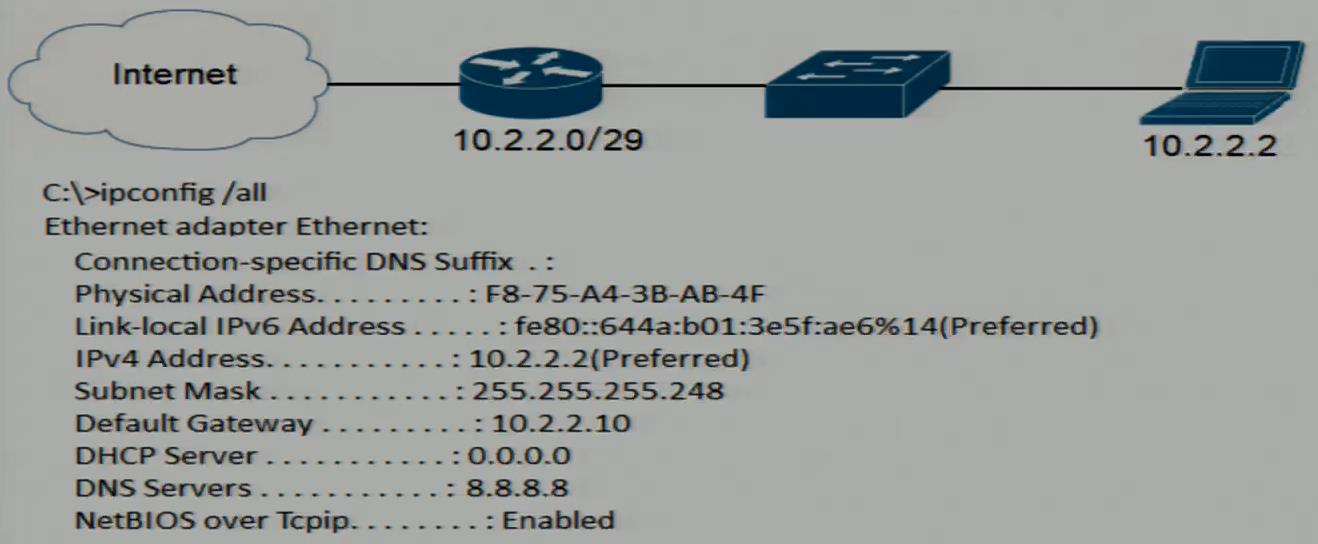 Internet
10.2.2.0/29
10.2.2.2
C:\>ipconfig /all
Ethernet adapter Ethernet:
Connection-specific DNS Suffix . :
Physical Address. . . . . . . . . : F8-75-A4-3B-AB-4F
Link-local IPv6 Address . . . . . : fe80::644a:b01:3e5f:ae6%14(Preferred)
IPv4 Address. . . . . . . . . . . : 10.2.2.2(Preferred)
Subnet Mask . . . . . . . . . . . : 255.255.255.248
Default Gateway . . . . . . . . . : 10.2.2.10
DHCP Server . . . . . . . . . . . : 0.0.0.0
DNS Servers . . . . . . . . . . . : 8.8.8.8
NetBIOS over Tcpip. . . . . . . . : Enabled